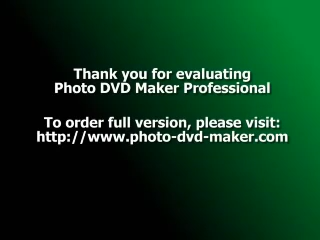 Thank you for evaluating
Photo DVD Maker Professional
To order full version, please visit:
http://www.photo-dvd-maker.com